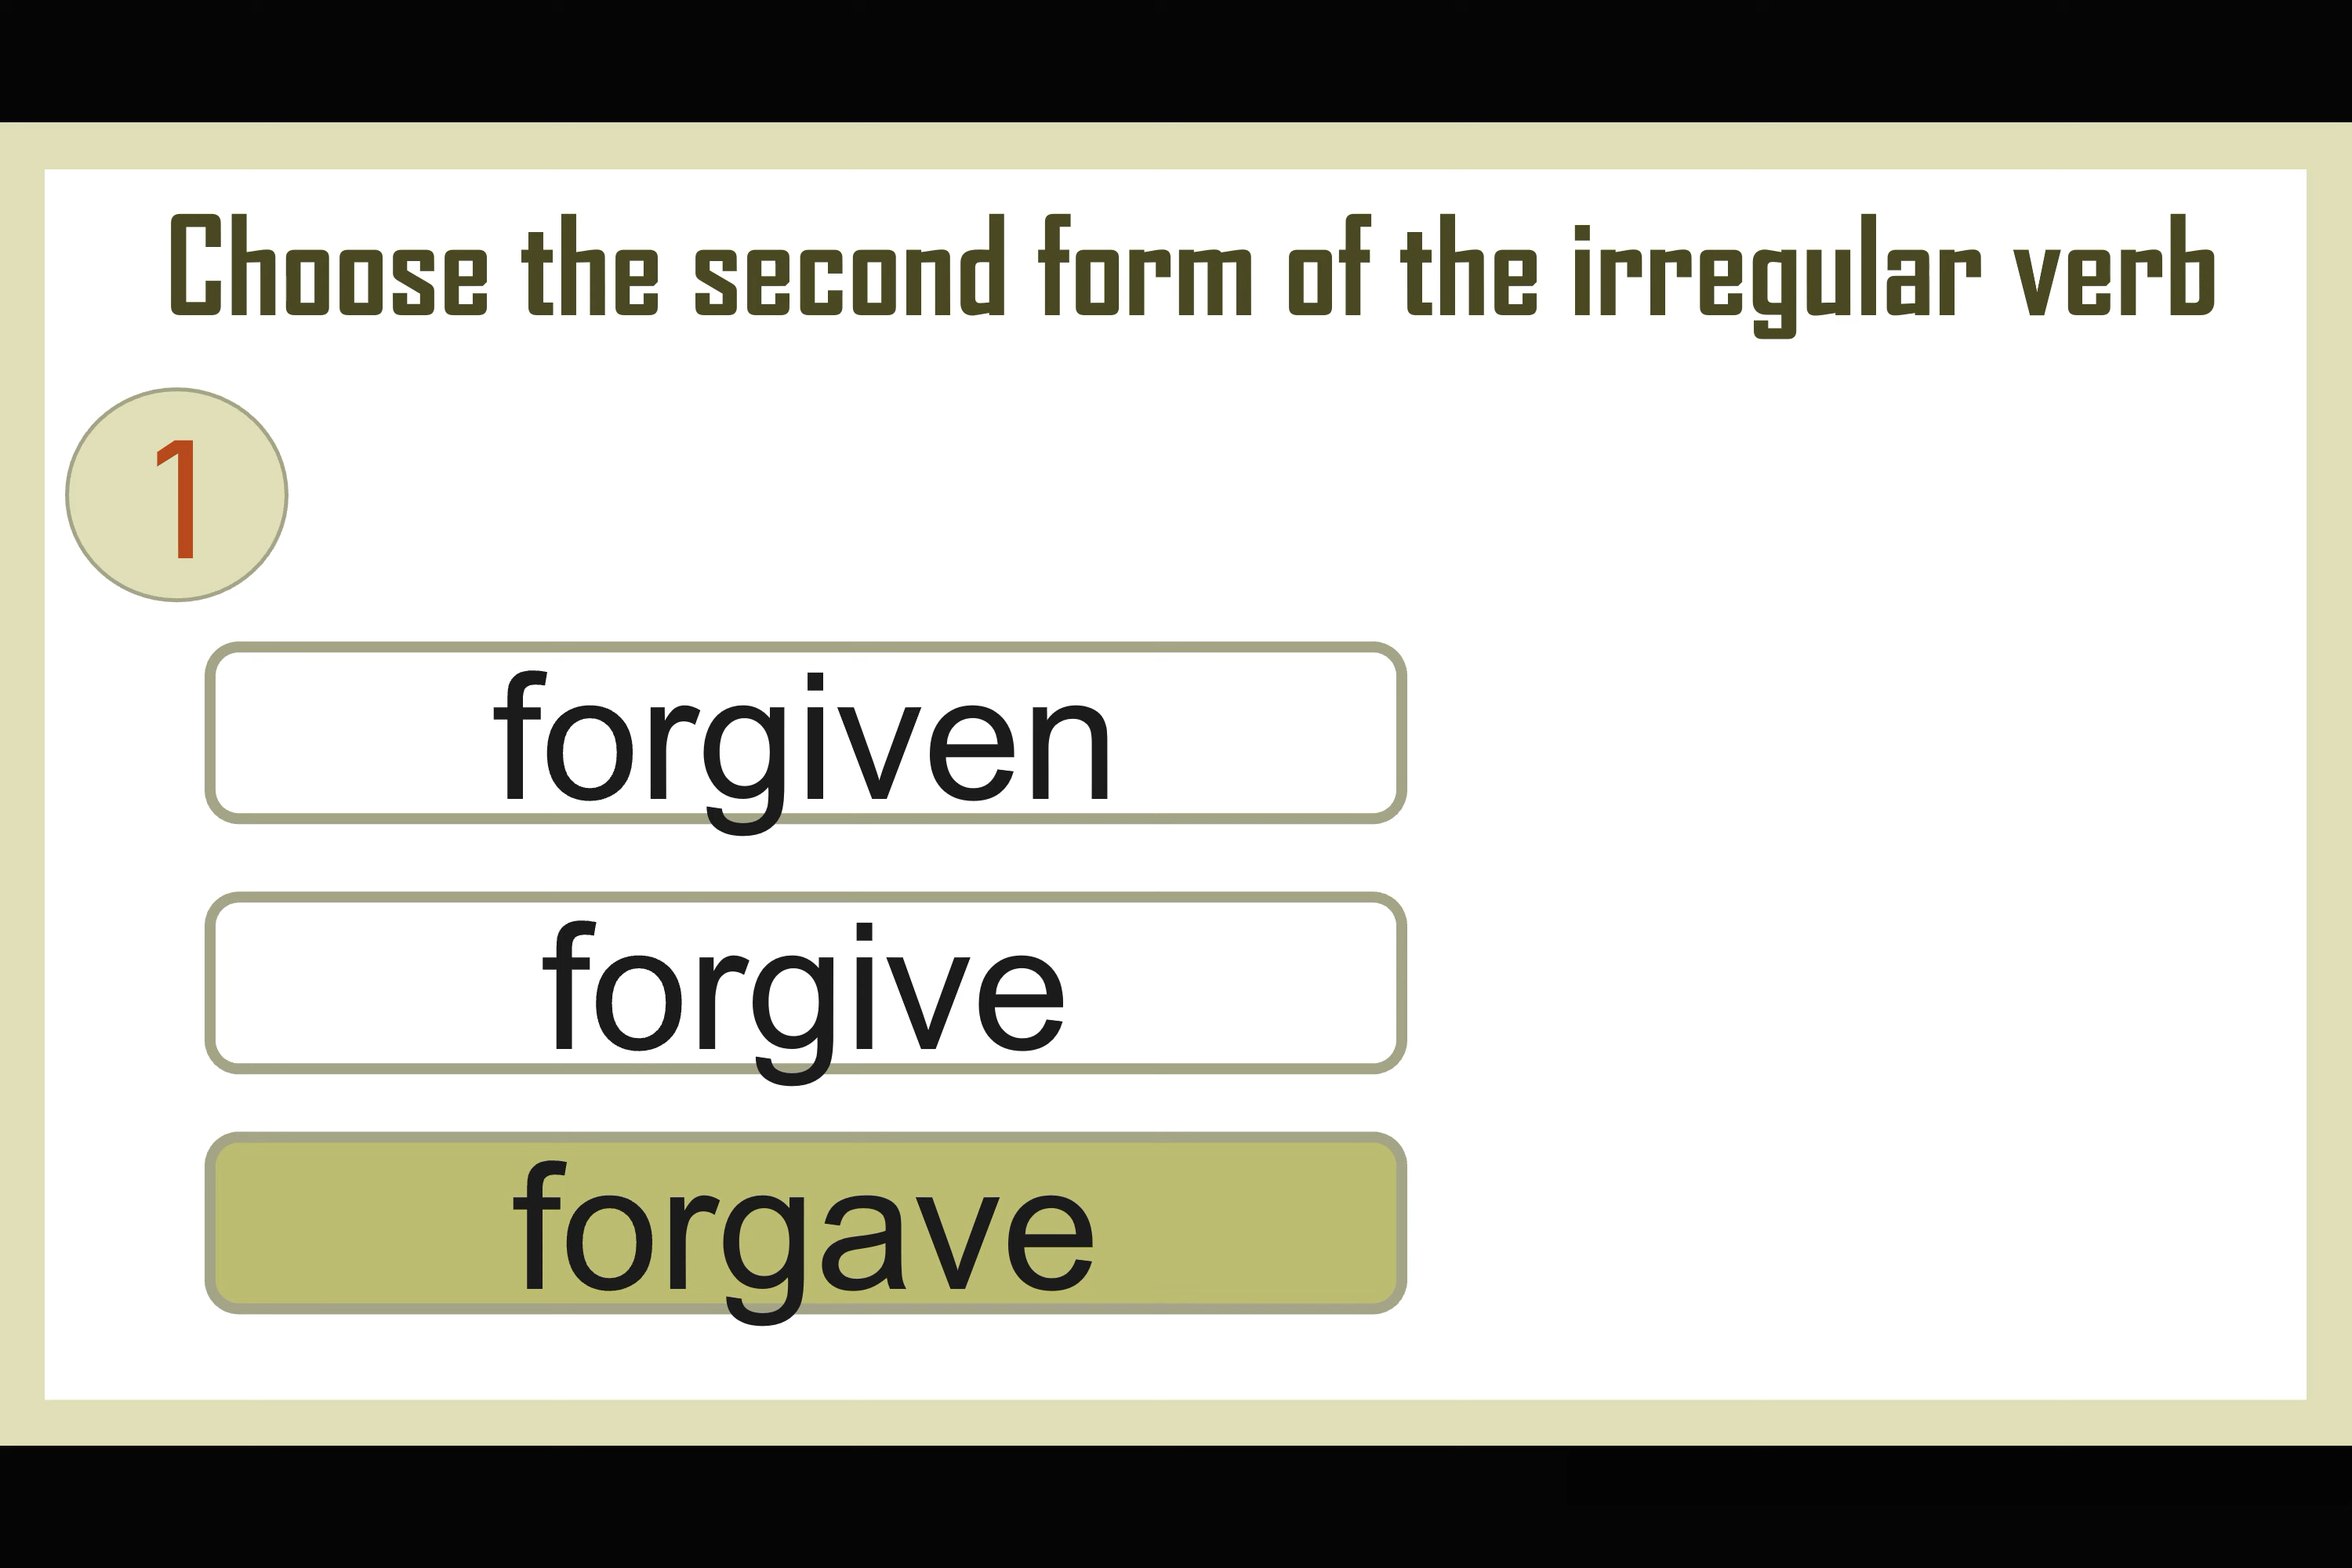 Choose the second form of the irregular verb
1
forgiven
forgive
forgave